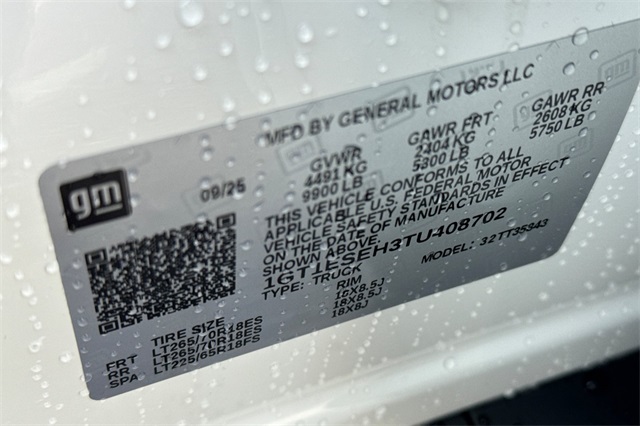 MFD BY GENERAL MOTORS LLC
gm
09/25
GVWR
4491 KG
9900 LB
GAWR FRT
2404 KG
5300 LB
GAWR RR
2608 KG
5750 LB
THIS VEHICLE CONFORMS TO ALL
APPLICABLE U.S. FEDERAL MOTOR
VEHICLE SAFETY STANDARDS IN EFFECT
ON THE DATE OF MANUFACTURE
SHOWN ABOVE.
TYPE: TRUCK
MODEL:
TIRE SIZE
RIM
FRT LT265/70R18ES 18X8.5J
RR LT265/70R18ES 18X8.5J
SPA LT225/65R18FS 18X8J